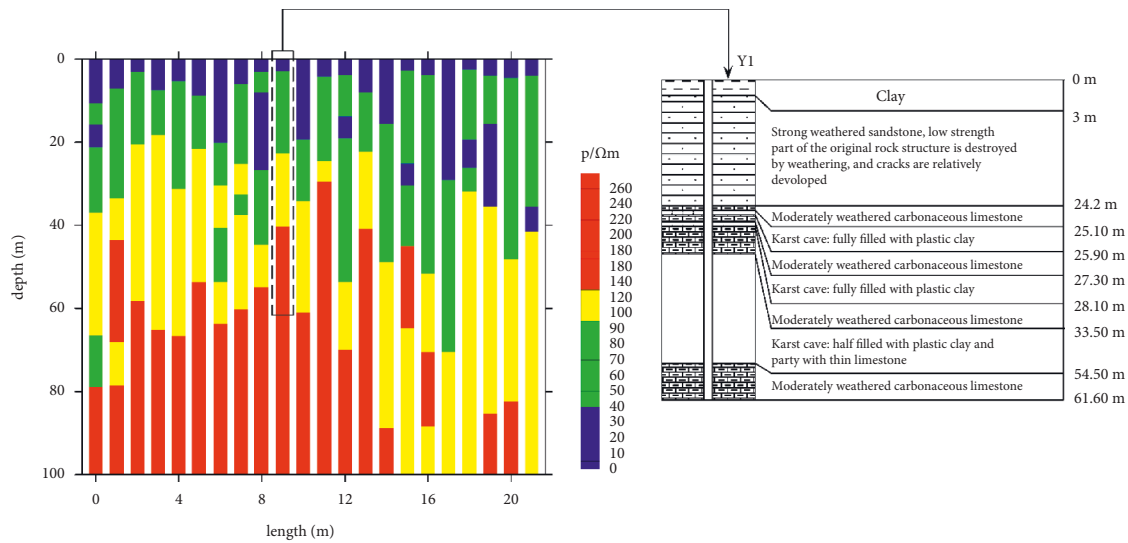 Y1
0
20
40
60
80
100
depth (m)
0
4
8
12
16
20
length (m)
p/Ωm
260
240
220
200
180
160
140
120
100
90
80
70
60
50
40
30
20
10
0
Clay
Strong weathered sandstone, low strength
part of the original rock structure is destroyed
by weathering, and cracks are relatively
devoloped
Moderately weathered carbonaceous limestone
Karst cave: fully filled with plastic clay
Moderately weathered carbonaceous limestone
Karst cave: fully filled with plastic clay
Moderately weathered carbonaceous limestone
Karst cave: half filled with plastic clay and
party with thin limestone
Moderately weathered carbonaceous limestone
0 m
3 m
24.2 m
25.10 m
25.90 m
27.30 m
28.10 m
33.50 m
54.50 m
61.60 m